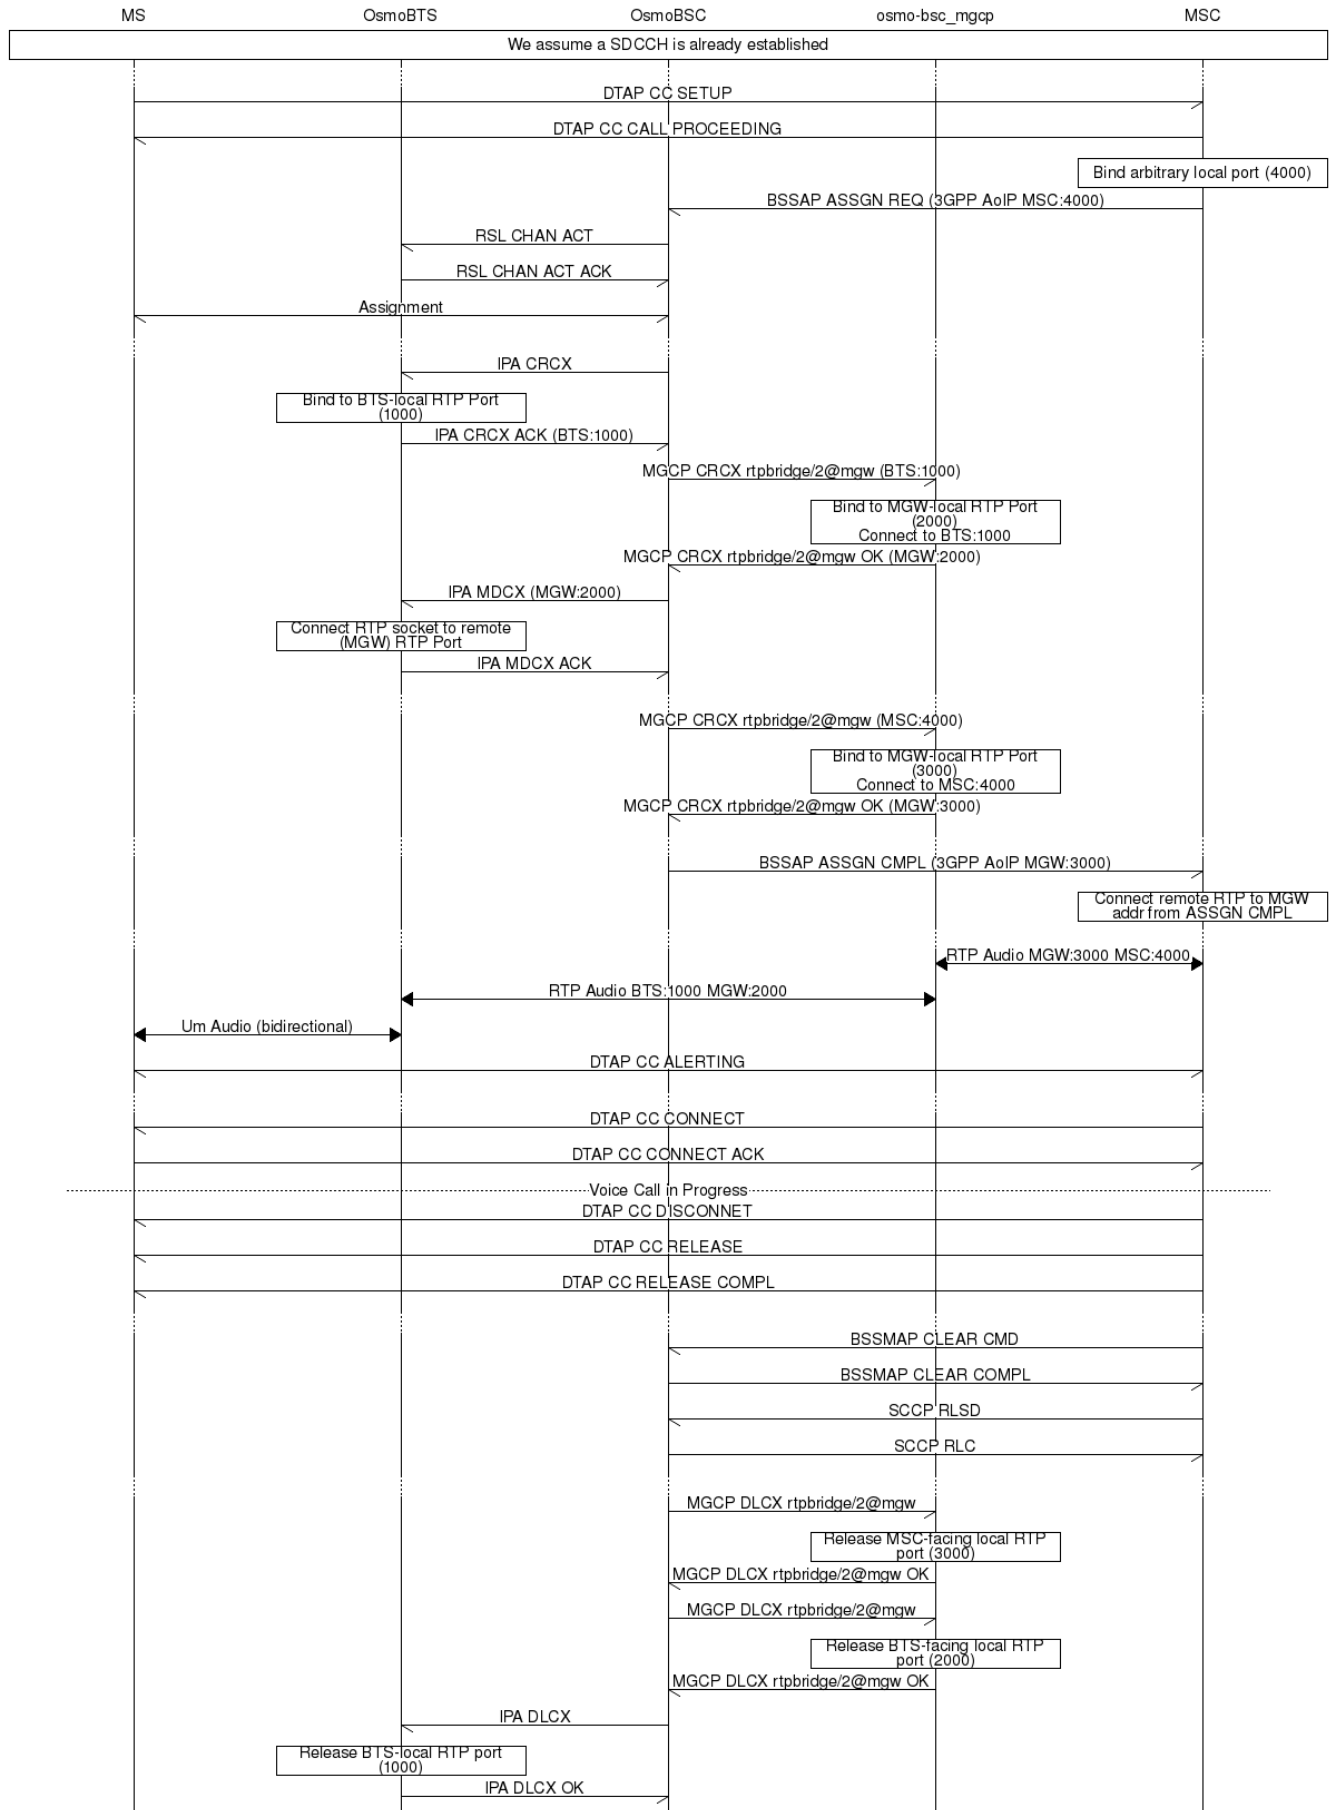 MS OsmoBTS OsmoBSC osmo-bsc_mgcp MSC
We assume a SDCCH is already established
DTAP CC SETUP
DTAP CC CALL PROCEEDING
Bind arbitrary local port (4000)
BSSAP ASSGN REQ (3GPP AoIP MSC:4000)
RSL CHAN ACT
RSL CHAN ACT ACK
Assignment
IPA CRCX
Bind to BTS-local RTP Port
(1000)
IPA CRCX ACK (BTS:1000)
MGCP CRCX rtpbridge/2@mgw (BTS:1000)
Bind to MGW-local RTP Port
(2000)
Connect to BTS:1000
MGCP CRCX rtpbridge/2@mgw OK (MGW:2000)
IPA MDCX (MGW:2000)
Connect RTP socket to remote
(MGW) RTP Port
IPA MDCX ACK
MGCP CRCX rtpbridge/2@mgw (MSC:4000)
Bind to MGW-local RTP Port
(3000)
Connect to MSC:4000
MGCP CRCX rtpbridge/2@mgw OK (MGW:3000)
BSSAP ASSGN CMPL (3GPP AoIP MGW:3000)
Connect remote RTP to MGW
addr from ASSGN CMPL
RTP Audio MGW:3000 MSC:4000
RTP Audio BTS:1000 MGW:2000
Um Audio (bidirectional)
DTAP CC ALERTING
DTAP CC CONNECT
DTAP CC CONNECT ACK
Voice Call in Progress
DTAP CC DISCONNET
DTAP CC RELEASE
DTAP CC RELEASE COMPL
BSSMAP CLEAR CMD
BSSMAP CLEAR COMPL
SCCP RLSD
SCCP RLC
MGCP DLCX rtpbridge/2@mgw
Release MSC-facing local RTP
port (3000)
MGCP DLCX rtpbridge/2@mgw OK
MGCP DLCX rtpbridge/2@mgw
Release BTS-facing local RTP
port (2000)
MGCP DLCX rtpbridge/2@mgw OK
IPA DLCX
Release BTS-local RTP port
(1000)
IPA DLCX OK